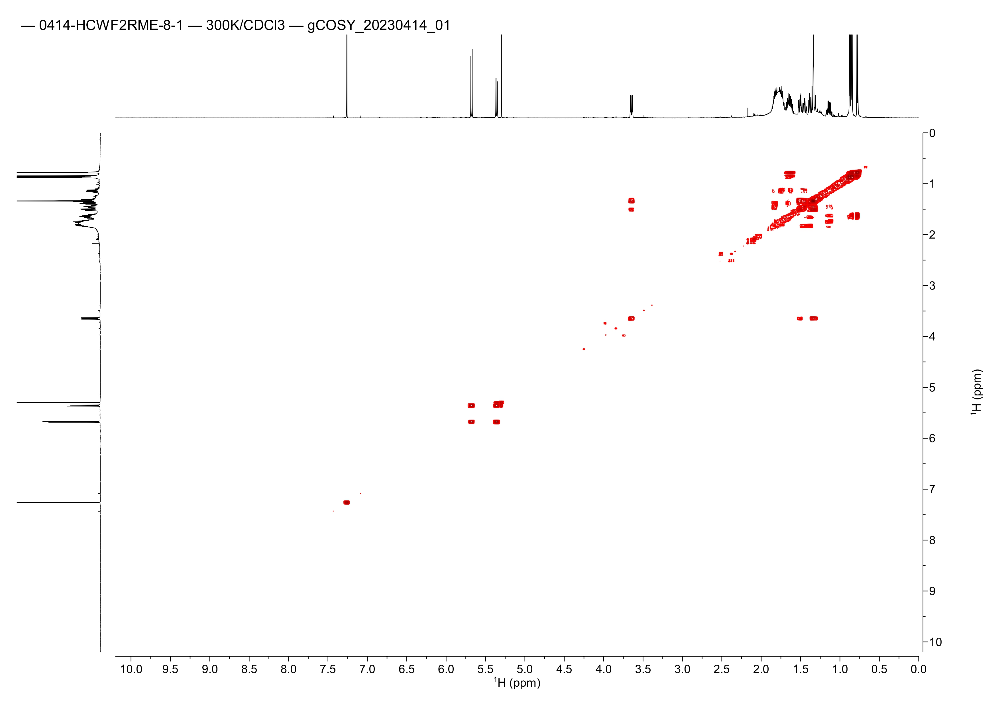 — 0414-HCWF2RME-8-1 — 300K/CDCl3 — gCOSY_20230414_01
0
1
2
3
4
5
6
7
8
9
10
¹H (ppm)
10.0 9.5 9.0 8.5 8.0 7.5 7.0 6.5 6.0 5.5 5.0 4.5 4.0 3.5 3.0 2.5 2.0 1.5 1.0 0.5 0.0
¹H (ppm)